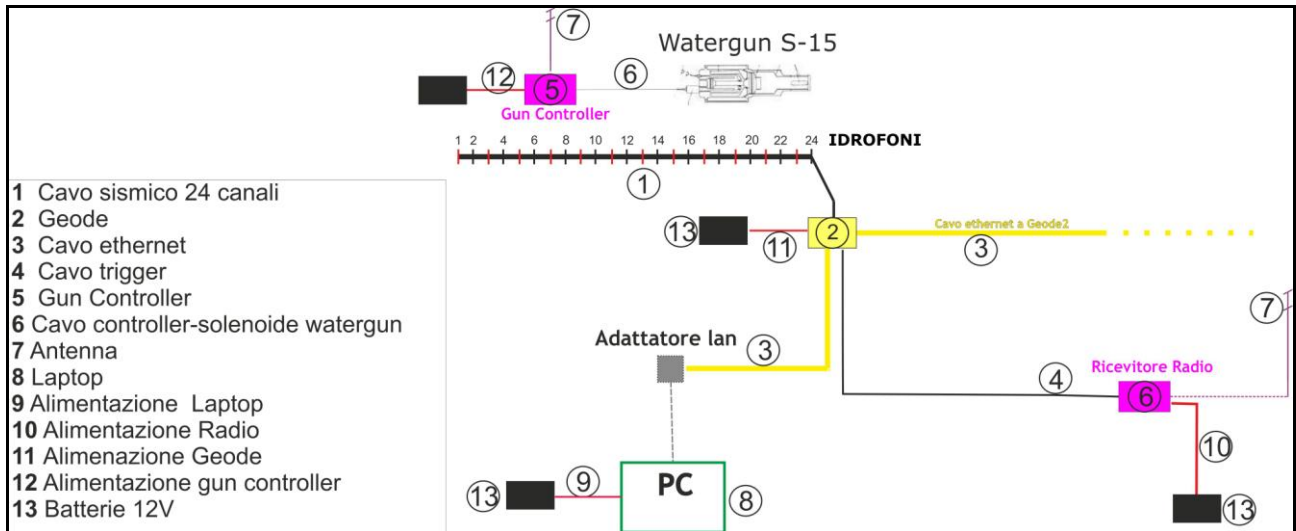 7
Watergun S-15
12
5
6
Gun Controller
1 2 4 6 8 10 12 14 16 18 20 22 24 IDROFONI
1
1 Cavo sismico 24 canali
2 Geode
3 Cavo ethernet
4 Cavo trigger
5 Gun Controller
6 Cavo controller-solenoide watergun
7 Antenna
8 Laptop
9 Alimentazione Laptop
10 Alimentazione Radio
11 Alimenazione Geode
12 Alimentazione gun controller
13 Batterie 12V
13
11
2
Cavo ethernet a Geode2
3
7
Adattatore lan
3
Ricevitore Radio
4
6
10
13
9
PC
8
13